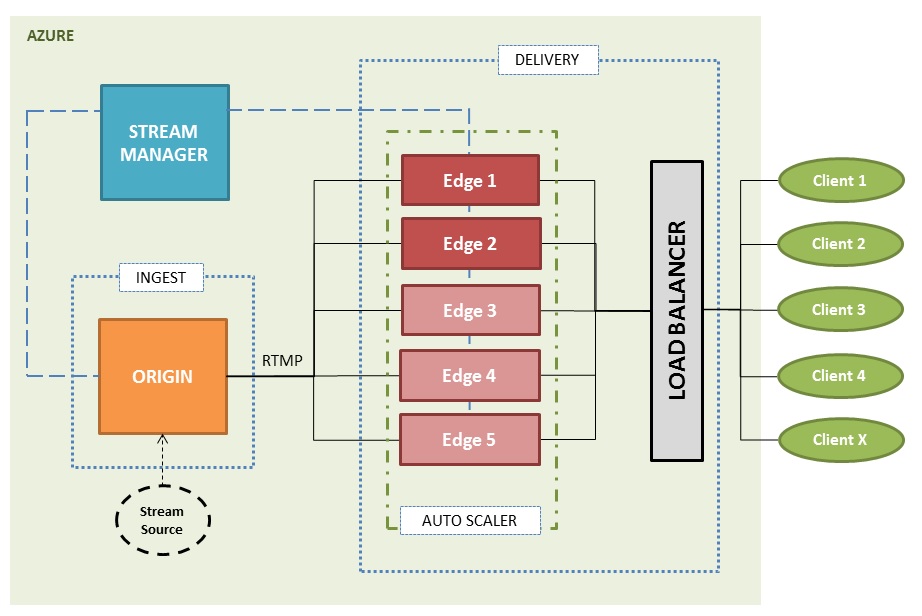 AZURE
DELIVERY
STREAM
MANAGER
Edge 1
Client 1
Edge 2
Client 2
INGEST
LOAD BALANCER
Edge 3
Client 3
RTMP
ORIGIN
Edge 4
Client 4
Edge 5
Client X
Stream
Source
AUTO SCALER